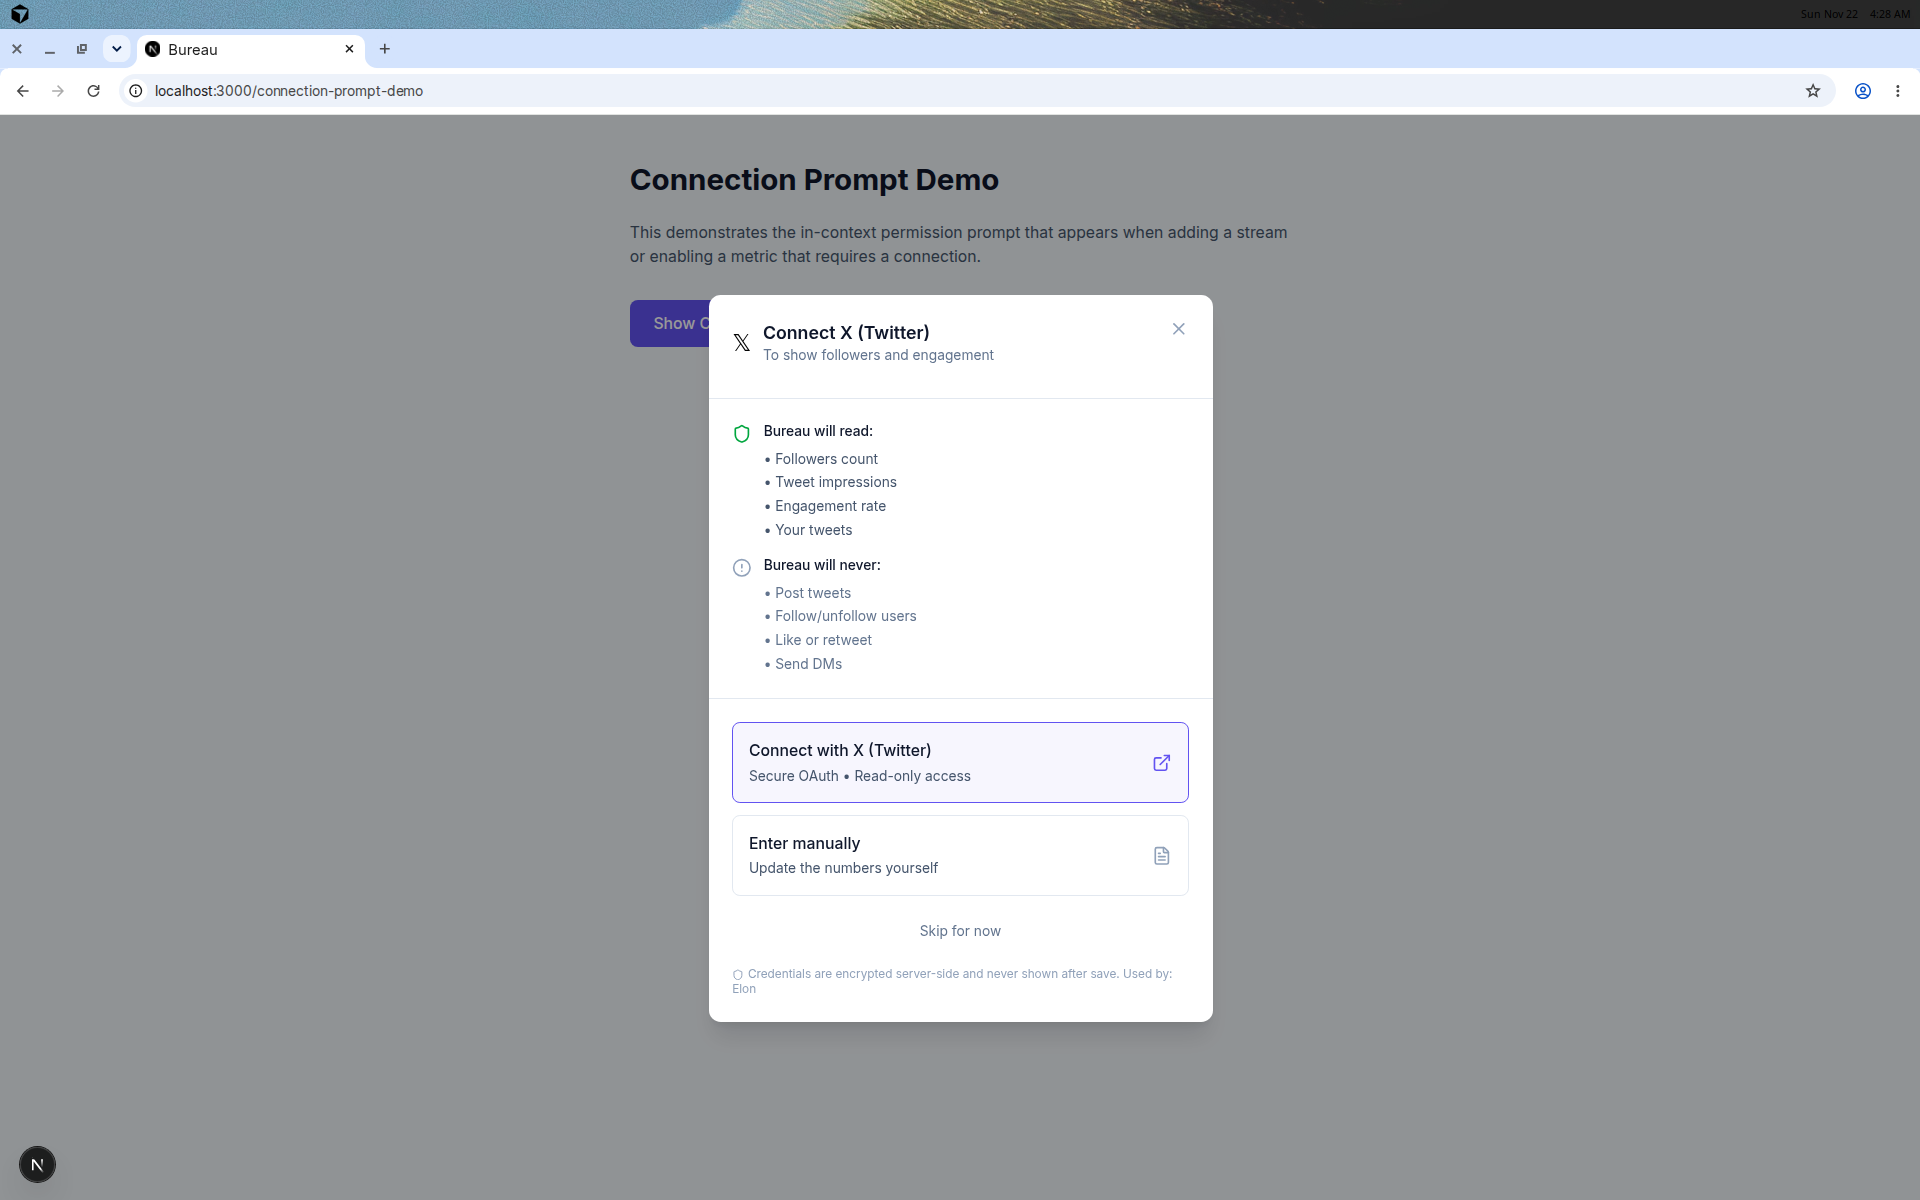 Sun Nov 22 4:28 AM
Bureau
localhost:3000/connection-prompt-demo
Connection Prompt Demo
This demonstrates the in-context permission prompt that appears when adding a stream
or enabling a metric that requires a connection.
Show C
𝕏
Connect X (Twitter)
To show followers and engagement
Bureau will read:
• Followers count
• Tweet impressions
• Engagement rate
• Your tweets
Bureau will never:
• Post tweets
• Follow/unfollow users
• Like or retweet
• Send DMs
Connect with X (Twitter)
Secure OAuth • Read-only access
Enter manually
Update the numbers yourself
Skip for now
Credentials are encrypted server-side and never shown after save. Used by:
Elon
N